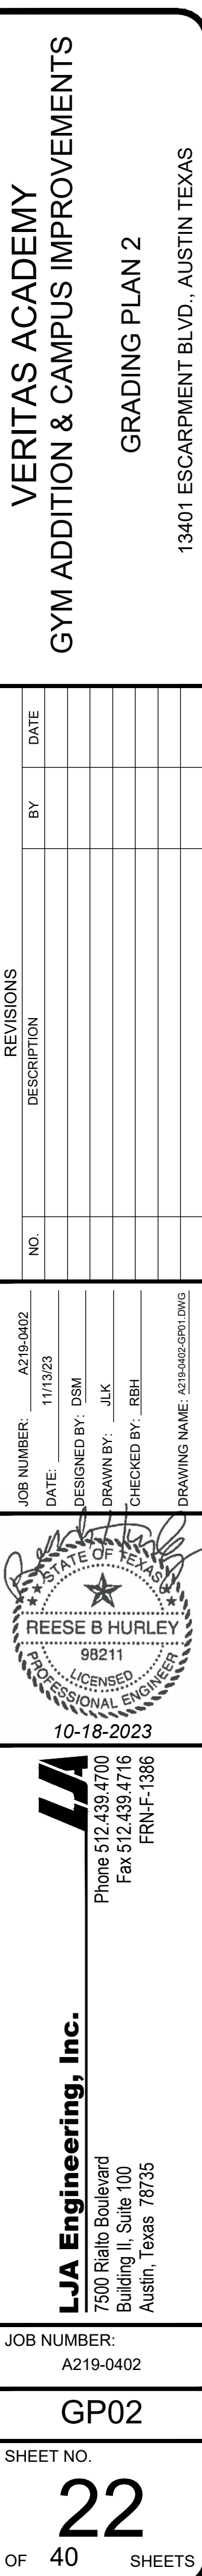 VERITAS ACADEMY
GYM ADDITION & CAMPUS IMPROVEMENTS
GRADING PLAN 2
13401 ESCARPMENT BLVD., AUSTIN TEXAS
REVISIONS
NO. DESCRIPTION BY DATE
JOB NUMBER: A219-0402
DATE: 11/13/23
DESIGNED BY: DSM
DRAWN BY: JLK
CHECKED BY: RBH
DRAWING NAME: A219-0402-GP01.DWG
STATE OF TEXAS
REESE B HURLEY
98211
LICENSED
PROFESSIONAL ENGINEER
10-18-2023
LJA
LJA Engineering, Inc.
7500 Rialto Boulevard Phone 512.439.4700
Building II, Suite 100 Fax 512.439.4716
Austin, Texas 78735 FRN-F-1386
JOB NUMBER:
A219-0402
GP02
SHEET NO.
22
OF 40 SHEETS